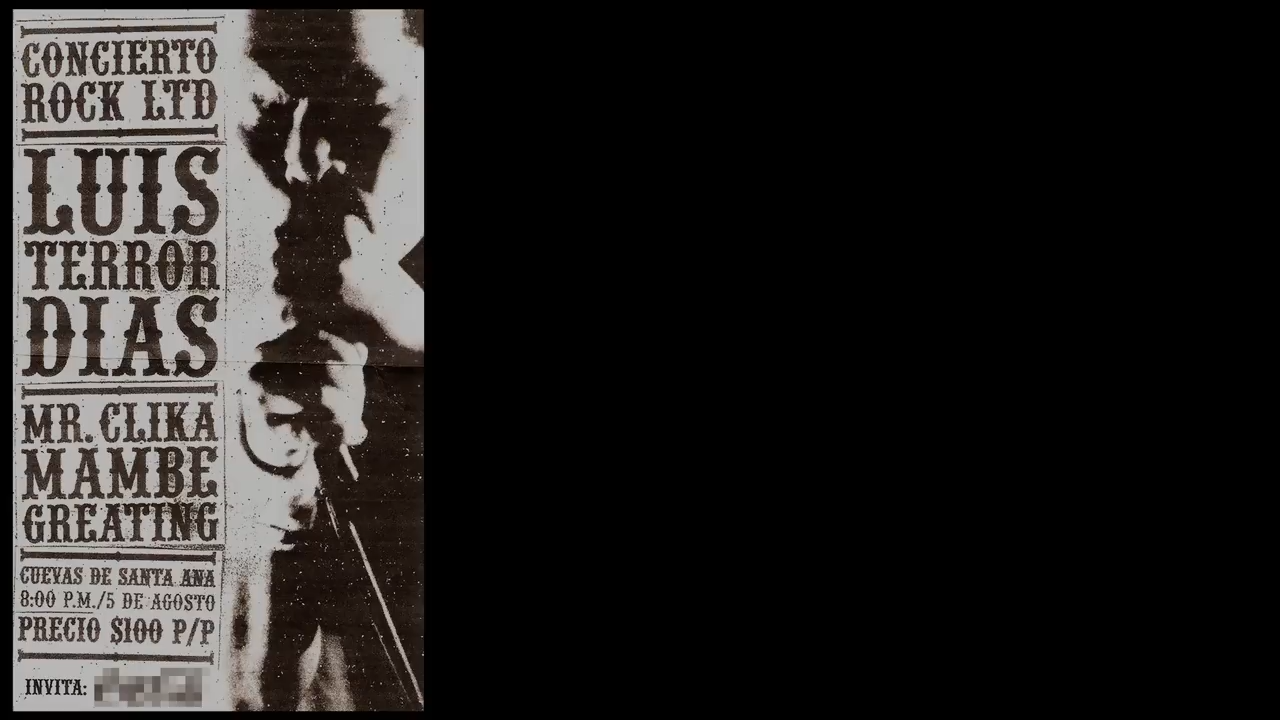 CONCIERTO
ROCK LTD
LUIS
TERROR
DIAS
MR. CLIKA
MAMBE
GREATING
CUEVAS DE SANTA ANA
8:00 P.M./5 DE AGOSTO
PRECIO $100 P/P
INVITA: